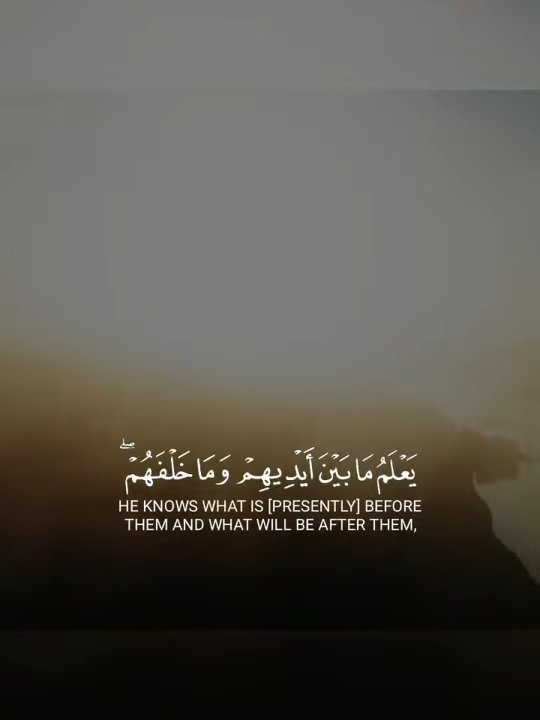 يَعْلَمُ مَا بَيْنَ أَيْدِيهِمْ وَمَا خَلْفَهُمْ ۖ
HE KNOWS WHAT IS [PRESENTLY] BEFORE
THEM AND WHAT WILL BE AFTER THEM,